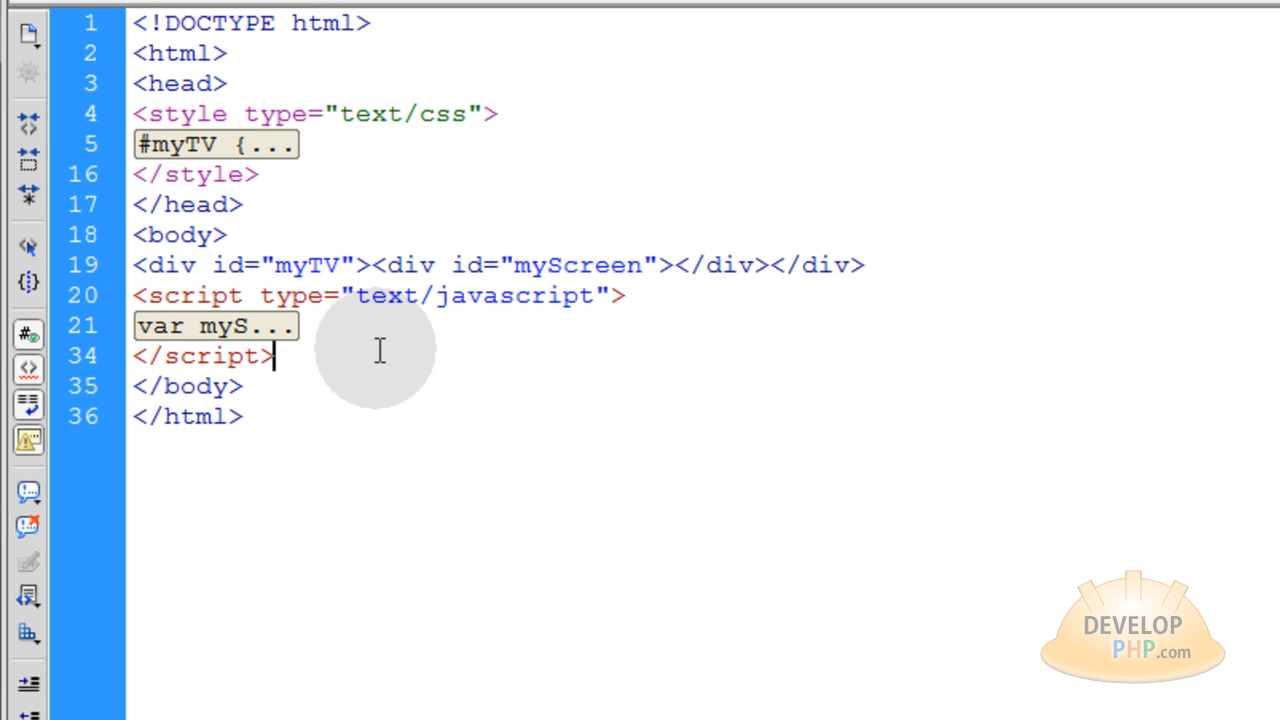 1 <!DOCTYPE html>
2 <html>
3 <head>
4 <style type="text/css">
5 #myTV {...
16 </style>
17 </head>
18 <body>
19 <div id="myTV"><div id="myScreen"></div></div>
20 <script type="text/javascript">
21 var myS...
34 </script>
35 </body>
36 </html>
DEVELOP
PHP.com